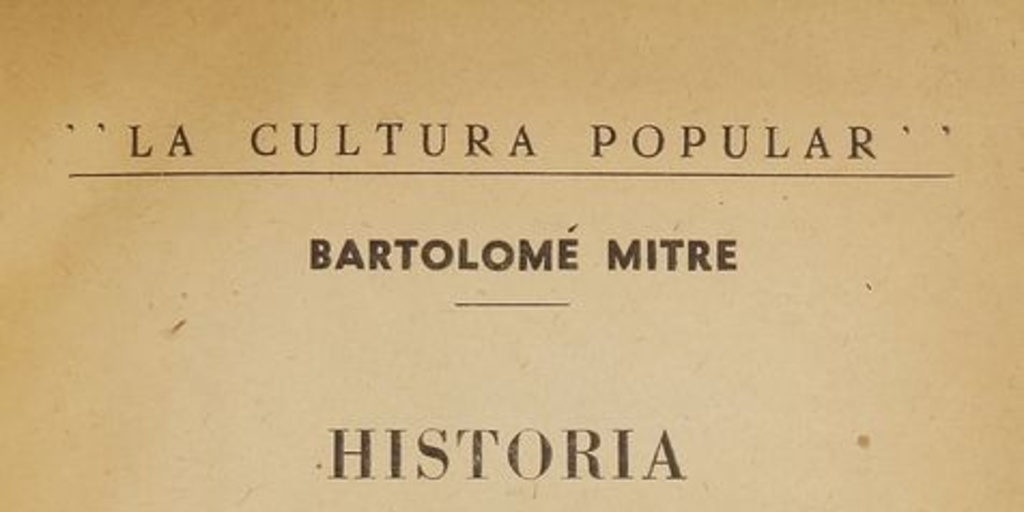 ``LA CULTURA POPULAR´´
BARTOLOMÉ MITRE
HISTORIA